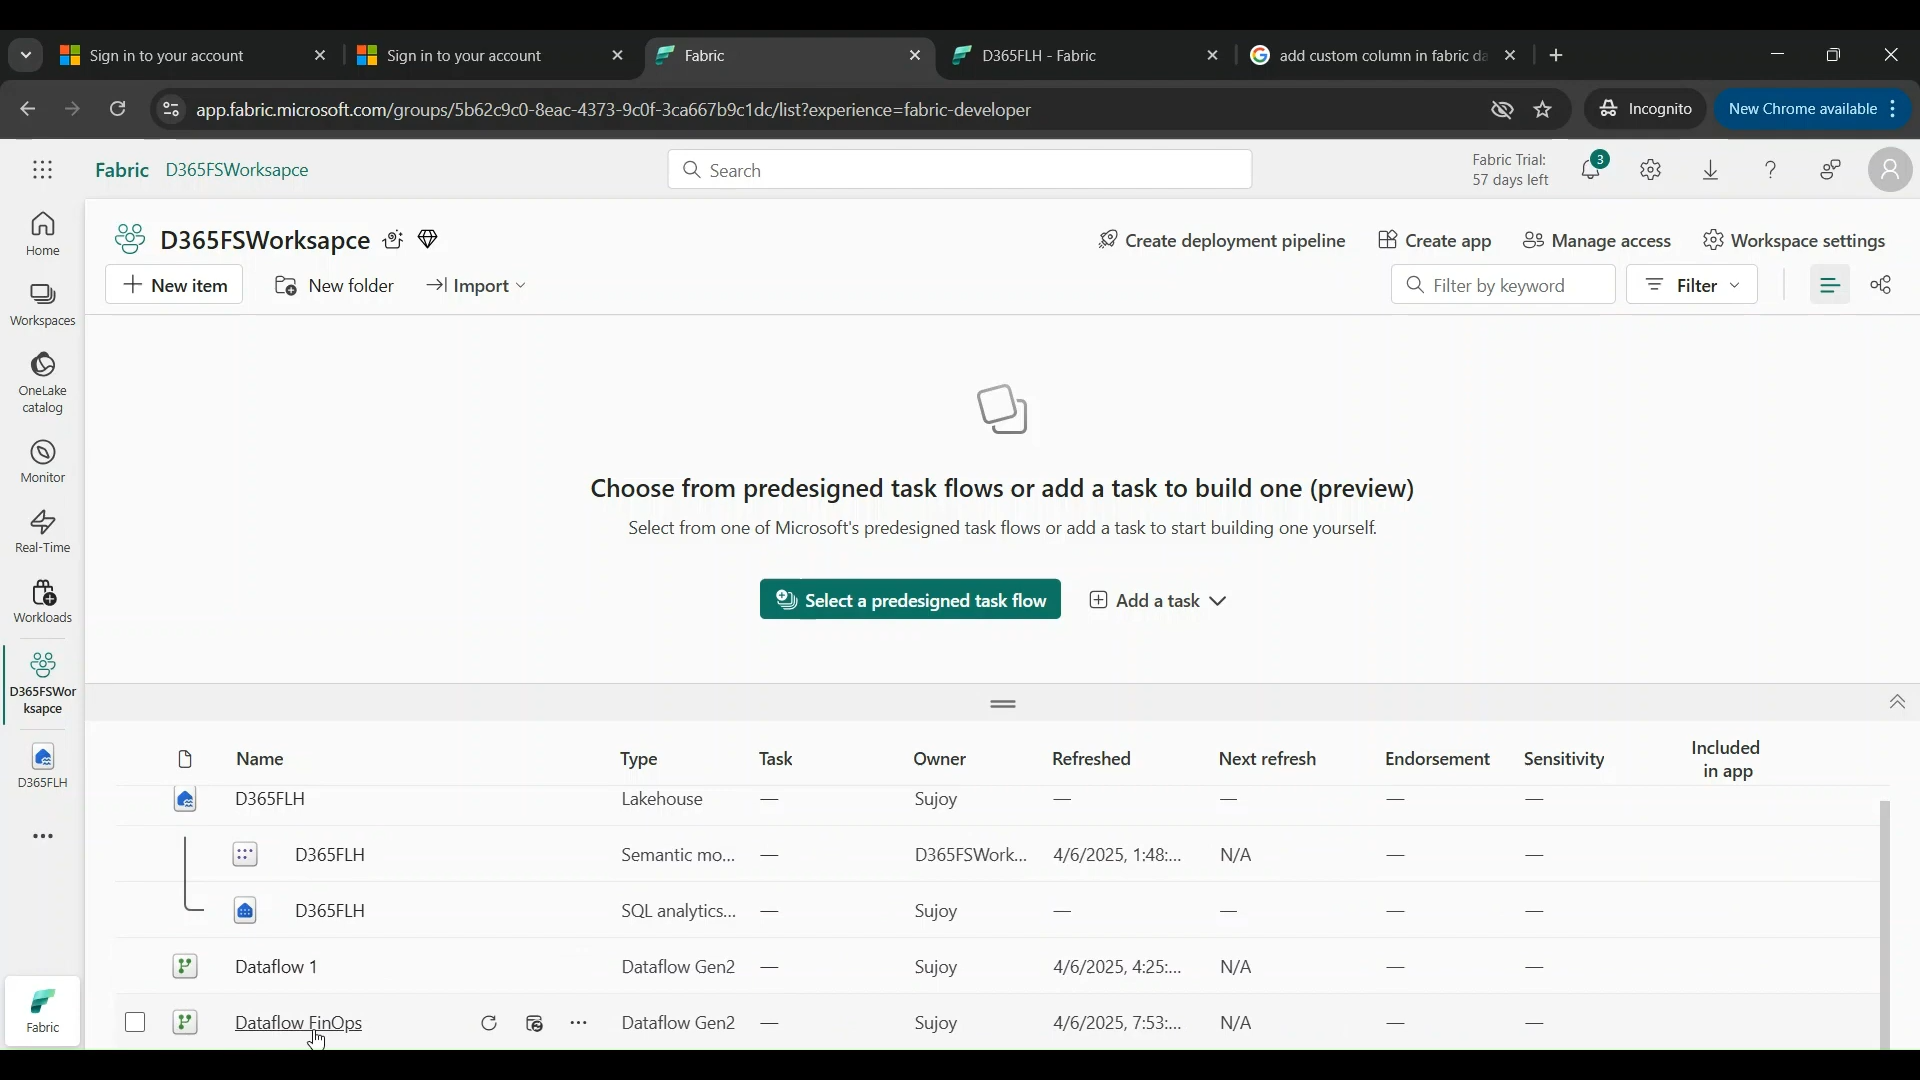 Sign in to your account
Sign in to your account
Fabric
D365FLH - Fabric
add custom column in fabric da
app.fabric.microsoft.com/groups/5b62c9c0-8eac-4373-9c0f-3ca667b9c1dc/list?experience=fabric-developer
Incognito
New Chrome available
Fabric D365FSWorksapce
Search
Fabric Trial:
57 days left
3
Home
Workspaces
OneLake
catalog
Monitor
Real-Time
Workloads
D365FSWor
ksapce
D365FLH
Fabric
D365FSWorksapce
Create deployment pipeline
Create app
Manage access
Workspace settings
New item
New folder
Import
Filter by keyword
Filter
Choose from predesigned task flows or add a task to build one (preview)
Select from one of Microsoft's predesigned task flows or add a task to start building one yourself.
Select a predesigned task flow
Add a task
Name Type Task Owner Refreshed Next refresh Endorsement Sensitivity Included
in app
D365FLH Lakehouse — Sujoy — — — —
D365FLH Semantic mo... — D365FSWork... 4/6/2025, 1:48:... N/A — —
D365FLH SQL analytics... — Sujoy — — — —
Dataflow 1 Dataflow Gen2 — Sujoy 4/6/2025, 4:25:... N/A — —
Dataflow FinOps Dataflow Gen2 — Sujoy 4/6/2025, 7:53:... N/A — —